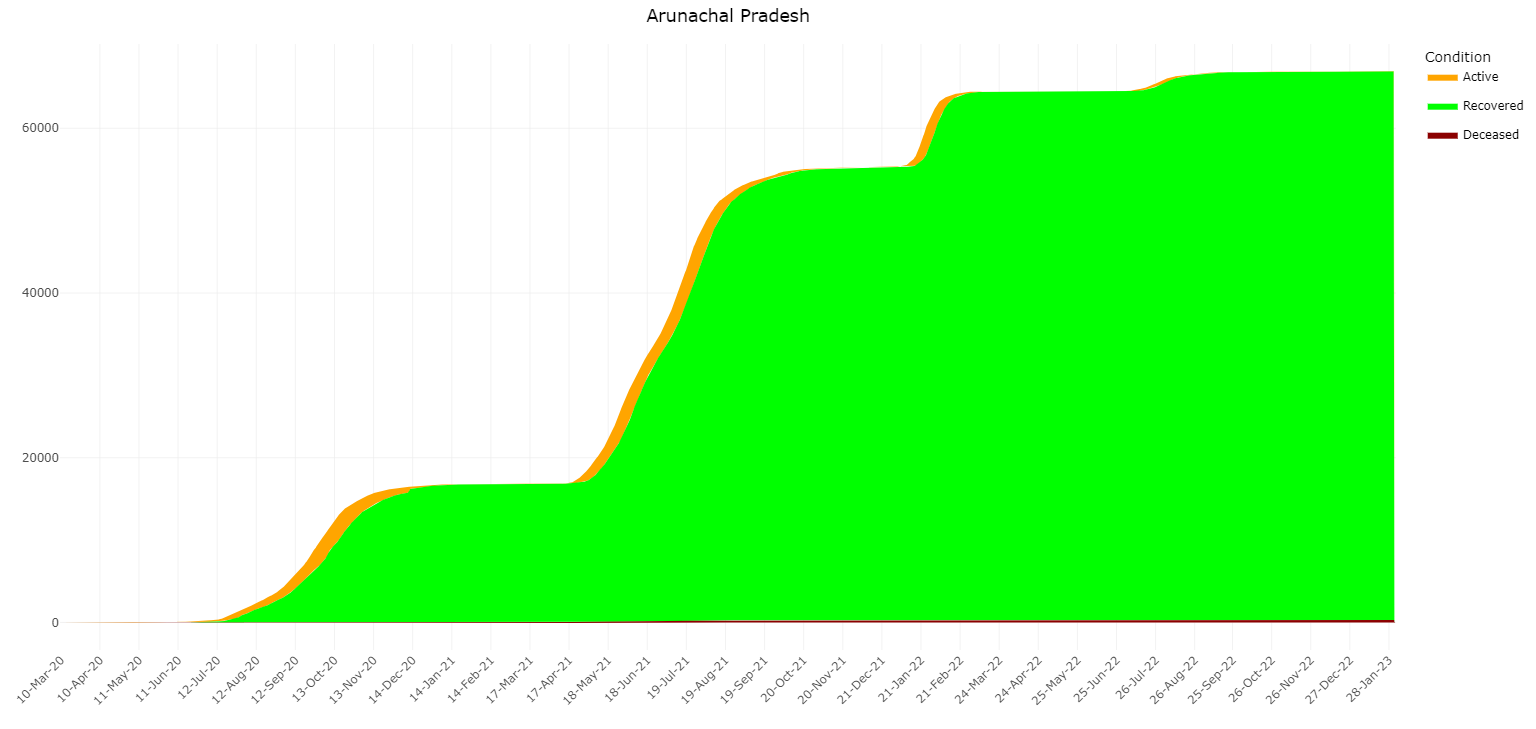 Arunachal Pradesh
Condition
Active
Recovered
Deceased
60000
40000
20000
0
10-Mar-20
10-Apr-20
11-May-20
11-Jun-20
12-Jul-20
12-Aug-20
12-Sep-20
13-Oct-20
13-Nov-20
14-Dec-20
14-Jan-21
14-Feb-21
17-Mar-21
17-Apr-21
18-May-21
18-Jun-21
19-Jul-21
19-Aug-21
19-Sep-21
20-Oct-21
20-Nov-21
21-Dec-21
21-Jan-22
21-Feb-22
24-Mar-22
24-Apr-22
25-May-22
25-Jun-22
26-Jul-22
26-Aug-22
25-Sep-22
26-Oct-22
26-Nov-22
27-Dec-22
28-Jan-23